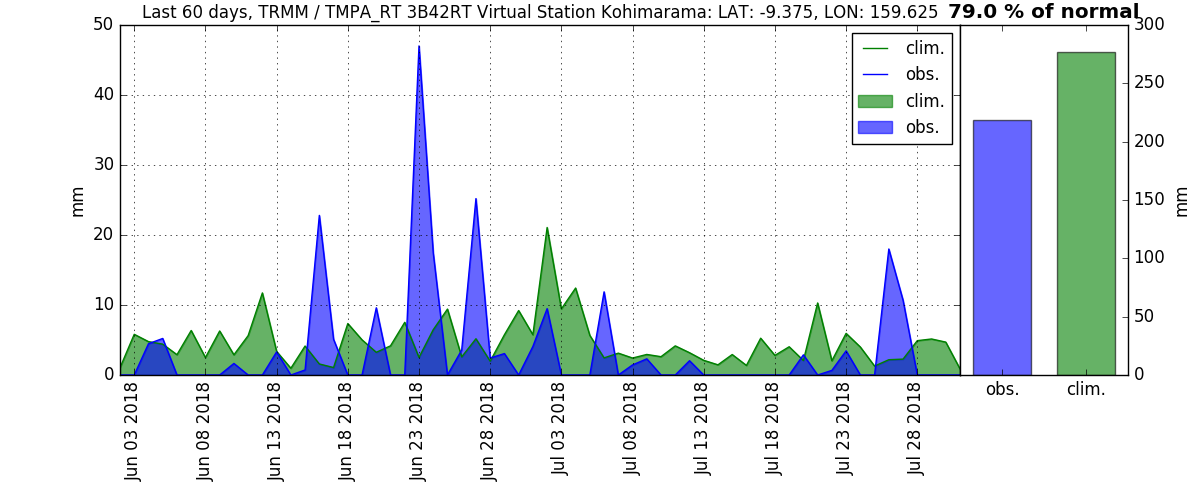 Last 60 days, TRMM / TMPA_RT 3B42RT Virtual Station Kohimarama: LAT: -9.375, LON: 159.625 79.0 % of normal
50
40
30
20
10
0
mm
clim.
obs.
clim.
obs.
300
250
200
150
100
50
0
mm
Jun 03 2018
Jun 08 2018
Jun 13 2018
Jun 18 2018
Jun 23 2018
Jun 28 2018
Jul 03 2018
Jul 08 2018
Jul 13 2018
Jul 18 2018
Jul 23 2018
Jul 28 2018
obs.
clim.